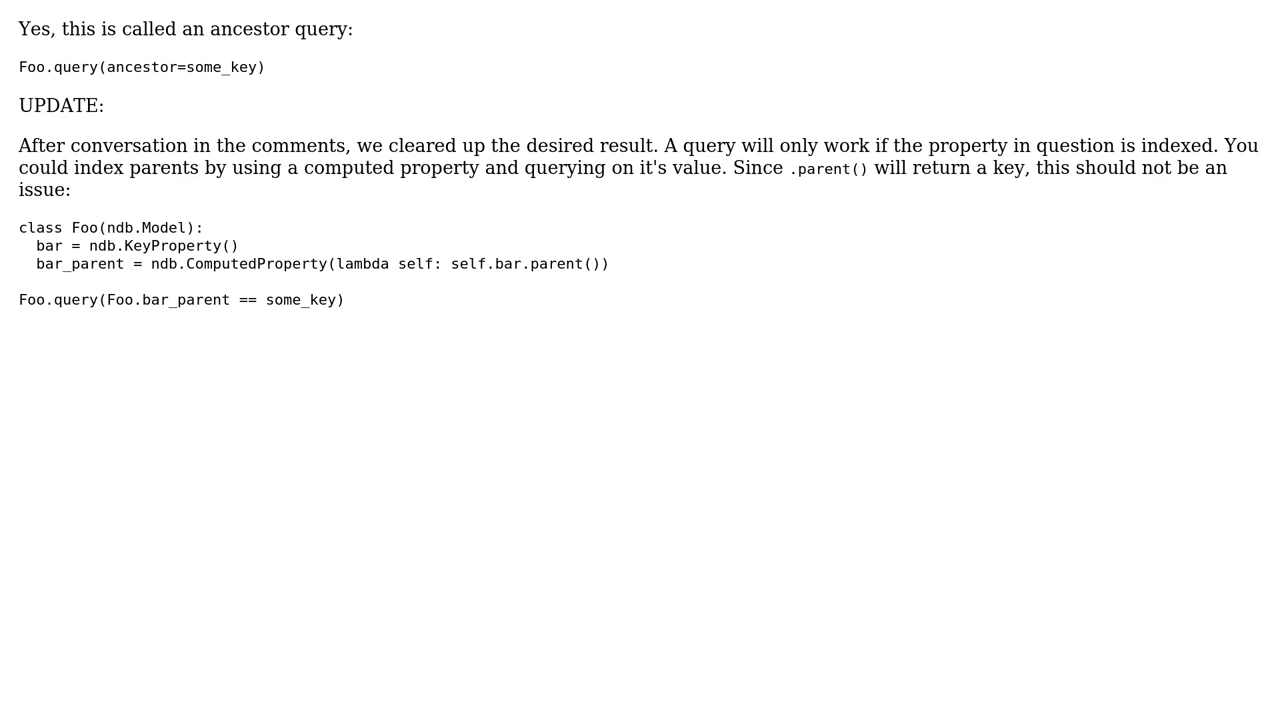 Yes, this is called an ancestor query:
Foo.query(ancestor=some_key)
UPDATE:
After conversation in the comments, we cleared up the desired result. A query will only work if the property in question is indexed. You
could index parents by using a computed property and querying on it's value. Since .parent() will return a key, this should not be an
issue:
class Foo(ndb.Model):
  bar = ndb.KeyProperty()
  bar_parent = ndb.ComputedProperty(lambda self: self.bar.parent())
Foo.query(Foo.bar_parent == some_key)